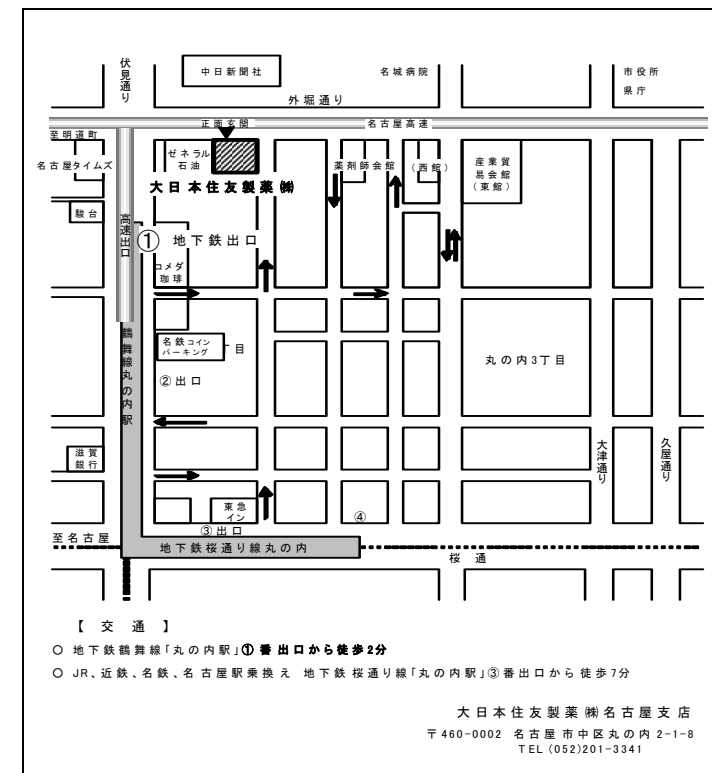 伏見通り
中日新聞社
名城病院
市役所
県庁
外堀通り
正面玄関
名古屋高速
至明道町
名古屋タイムズ
ゼネラル
石油
薬剤師会館
(西館)
産業貿
易会館
(東館)
大日本住友製薬㈱
駿台
高速出口
① 地下鉄出口
コメダ
珈琲
鶴舞線丸の内駅
名鉄コイン
パーキング
丁目
丸の内3丁目
②出口
滋賀
銀行
大津通り
久屋通り
東急
イン
④
③出口
至名古屋
地下鉄桜通り線丸の内
桜通
【 交 通 】
○ 地下鉄鶴舞線「丸の内駅」①番出口から徒歩2分
○ JR、近鉄、名鉄、名古屋駅乗換え 地下鉄桜通り線「丸の内駅」③番出口から徒歩7分
大日本住友製薬㈱名古屋支店
〒460-0002 名古屋市中区丸の内 2-1-8
TEL (052)201-3341